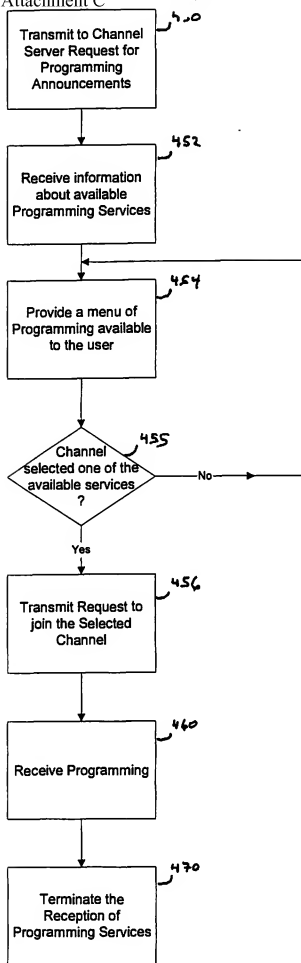 Attachment C
Transmit to Channel
Server Request for
Programming
Announcements
452
Receive information
about available
Programming Services
454
Provide a menu of
Programming available
to the user
455
Channel
selected one of the
available services
?
No
Yes
456
Transmit Request to
join the Selected
Channel
460
Receive Programming
470
Terminate the
Reception of
Programming Services